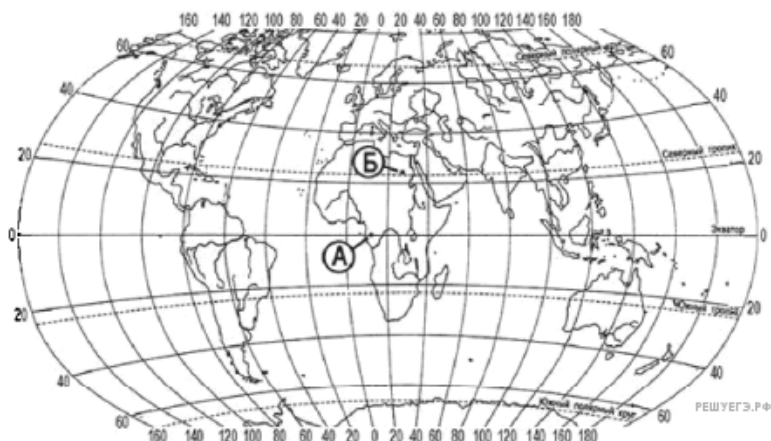 160 140 120 100 80 60 40 20 0 20 40 60 80 100 120 140 160 180
60 Северный полярный круг 60
40 40
Северный тропик
20 20
Б
0 Экватор 0
А
20 Южный тропик 20
40 40
60 Южный полярный круг 60
160 140 120 100 80 60 40 20 0 20 40 60 80 100 120 140 160 180
РЕШУЕГЭ.РФ